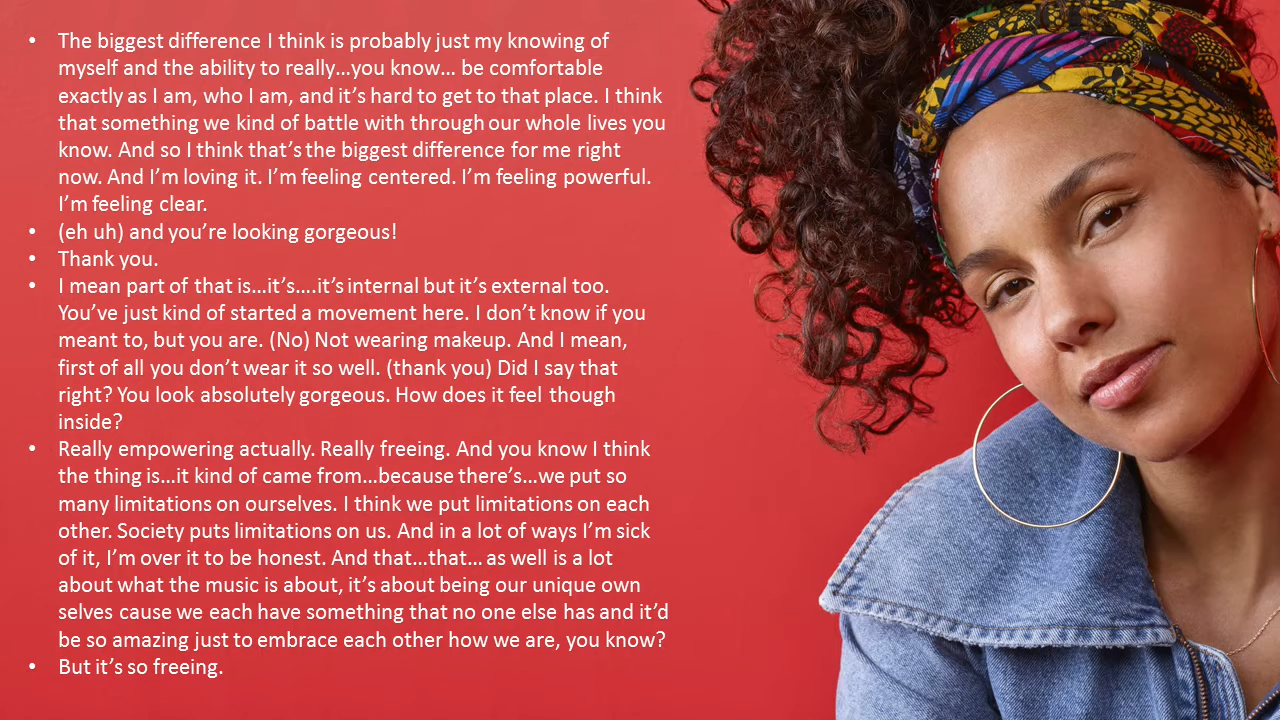 • The biggest difference I think is probably just my knowing of
myself and the ability to really…you know… be comfortable
exactly as I am, who I am, and it’s hard to get to that place. I think
that something we kind of battle with through our whole lives you
know. And so I think that’s the biggest difference for me right
now. And I’m loving it. I’m feeling centered. I’m feeling powerful.
I’m feeling clear.
• (eh uh) and you’re looking gorgeous!
• Thank you.
• I mean part of that is…it’s….it’s internal but it’s external too.
You’ve just kind of started a movement here. I don’t know if you
meant to, but you are. (No) Not wearing makeup. And I mean,
first of all you don’t wear it so well. (thank you) Did I say that
right? You look absolutely gorgeous. How does it feel though
inside?
• Really empowering actually. Really freeing. And you know I think
the thing is…it kind of came from…because there’s…we put so
many limitations on ourselves. I think we put limitations on each
other. Society puts limitations on us. And in a lot of ways I’m sick
of it, I’m over it to be honest. And that…that… as well is a lot
about what the music is about, it’s about being our unique own
selves cause we each have something that no one else has and it’d
be so amazing just to embrace each other how we are, you know?
• But it’s so freeing.